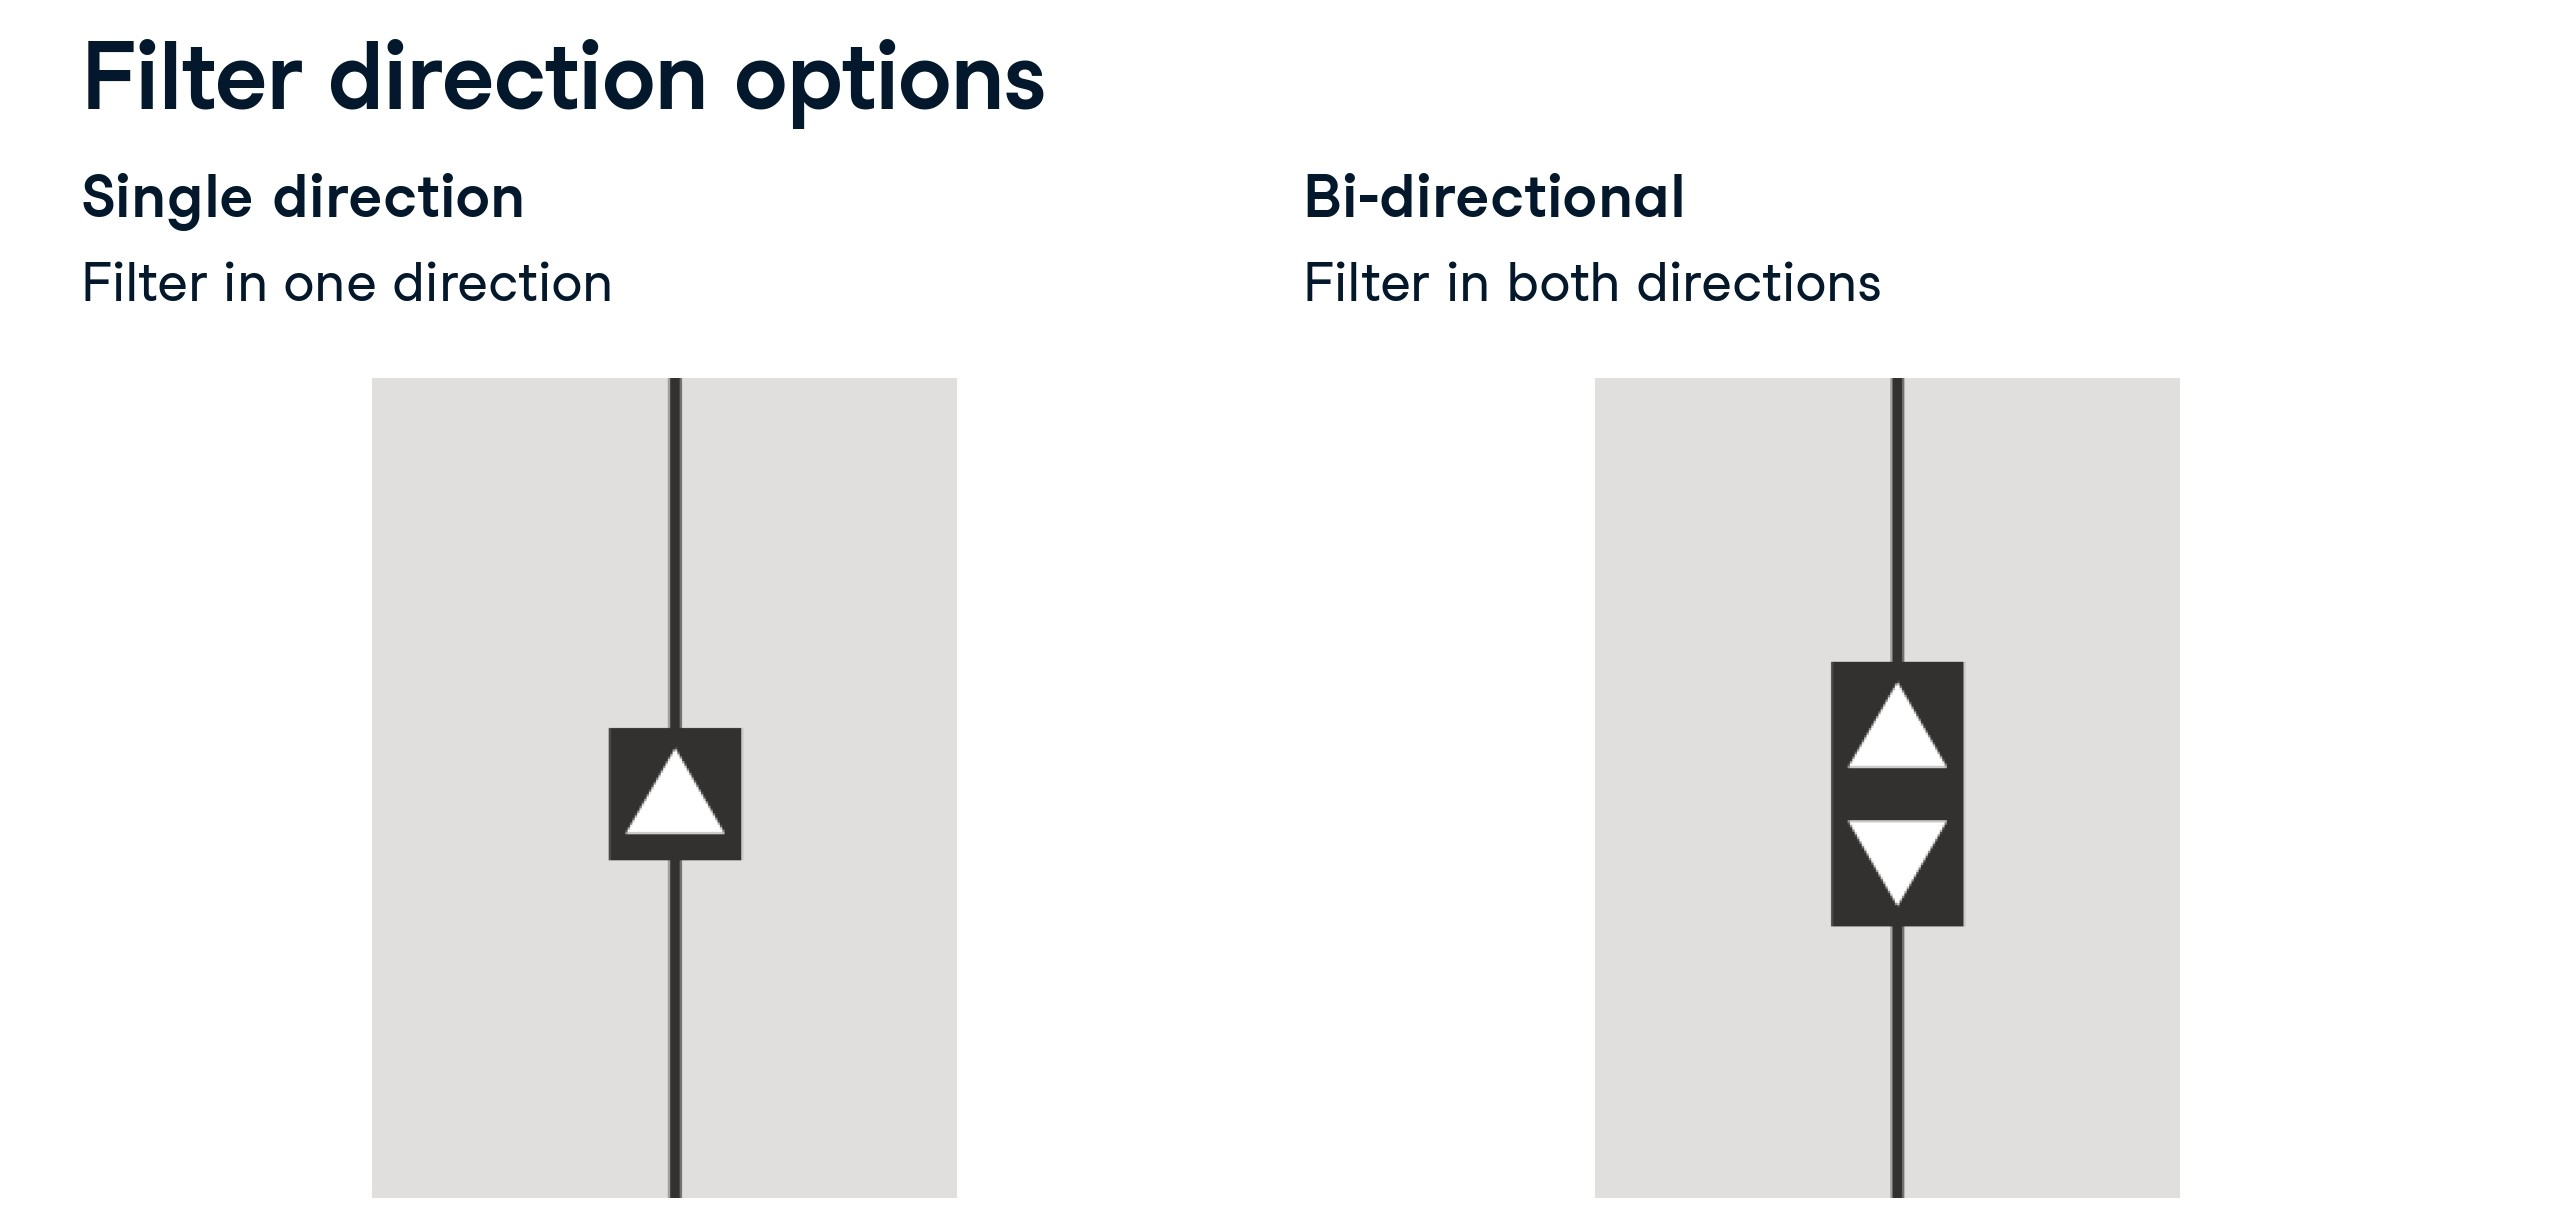 Filter direction options
Single direction
Filter in one direction
Bi-directional
Filter in both directions